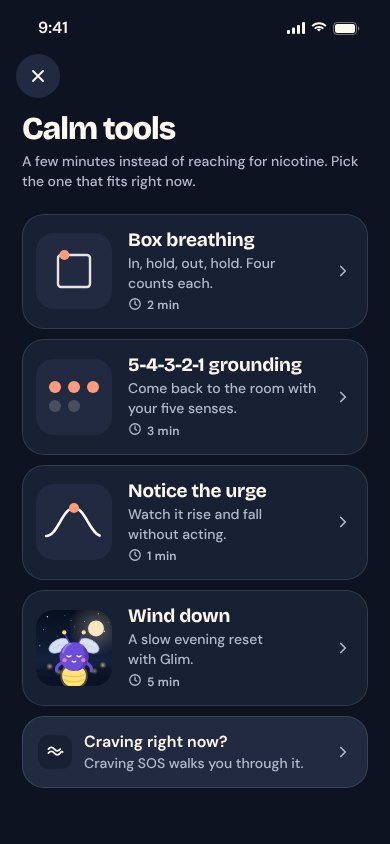 9:41
Calm tools
A few minutes instead of reaching for nicotine. Pick
the one that fits right now.
Box breathing
In, hold, out, hold. Four
counts each.
2 min
5-4-3-2-1 grounding
Come back to the room with
your five senses.
3 min
Notice the urge
Watch it rise and fall
without acting.
1 min
Wind down
A slow evening reset
with Glim.
5 min
Craving right now?
Craving SOS walks you through it.